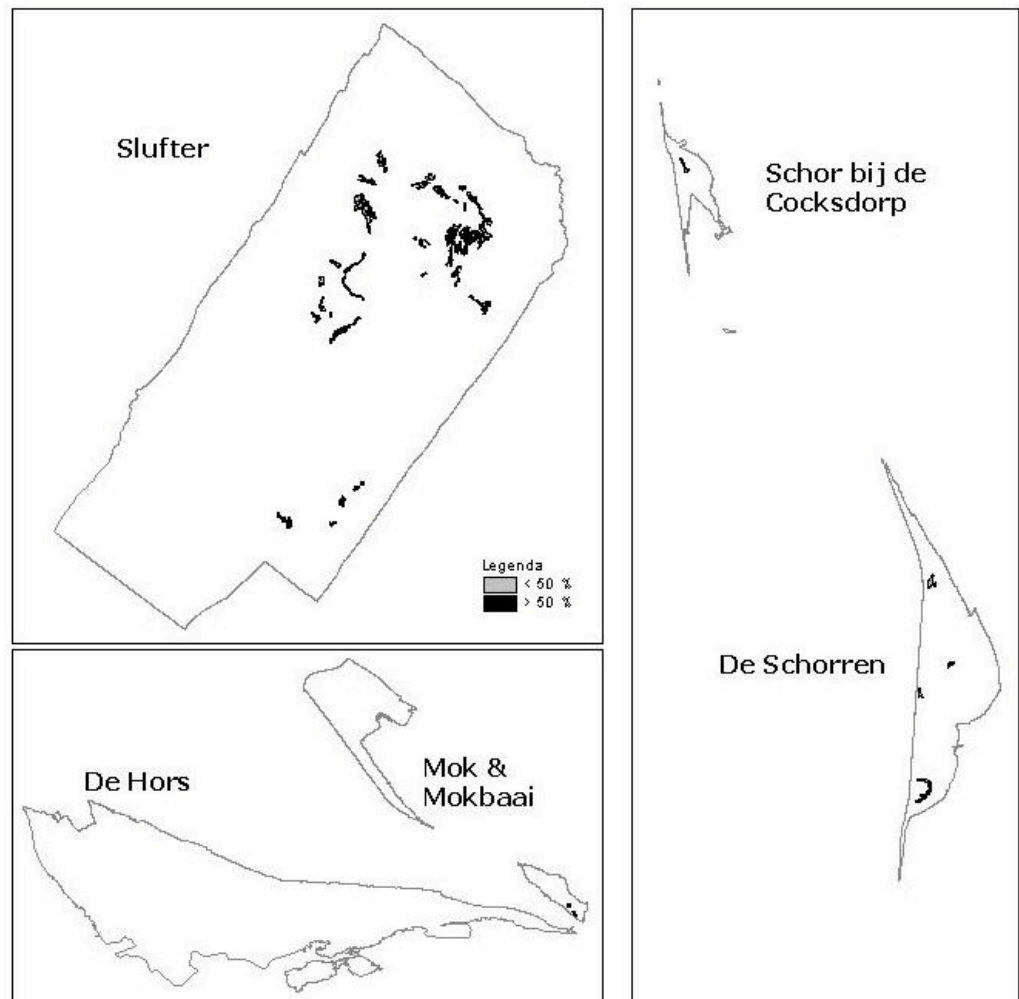 Slufter
Legenda
< 50 %
> 50 %
De Hors
Mok &
Mokbaai
Schor bij de
Cocksdorp
De Schorren